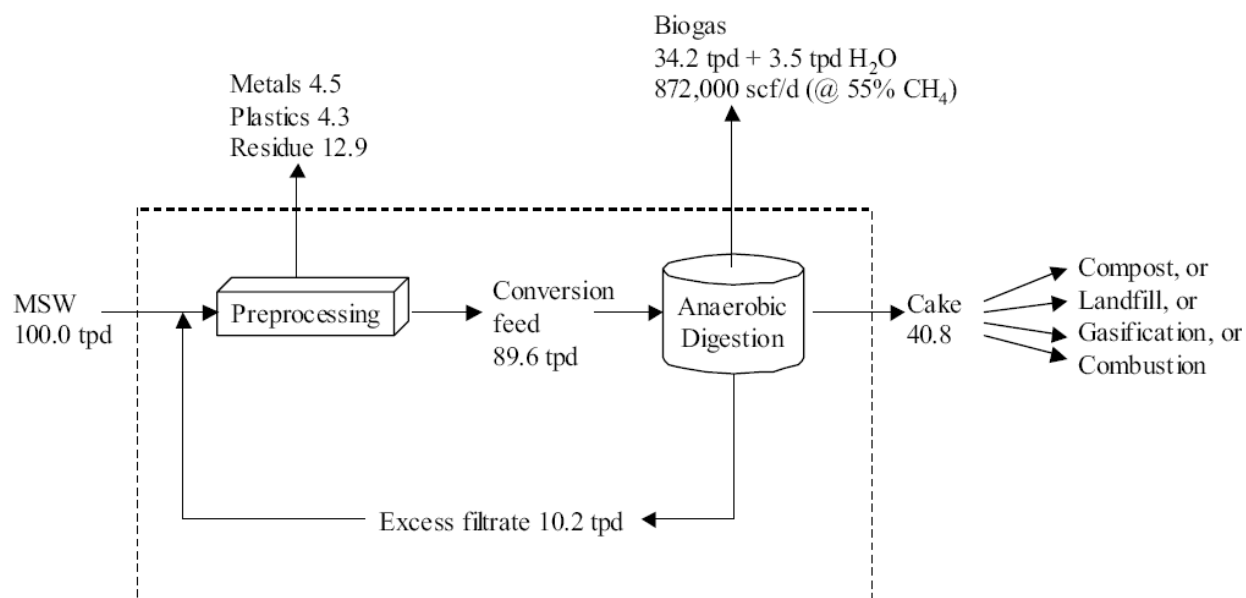 Biogas
34.2 tpd + 3.5 tpd H₂O
872,000 scf/d (@ 55% CH₄)
Metals 4.5
Plastics 4.3
Residue 12.9
MSW
100.0 tpd
Preprocessing
Conversion
feed
89.6 tpd
Anaerobic
Digestion
Cake
40.8
Compost, or
Landfill, or
Gasification, or
Combustion
Excess filtrate 10.2 tpd